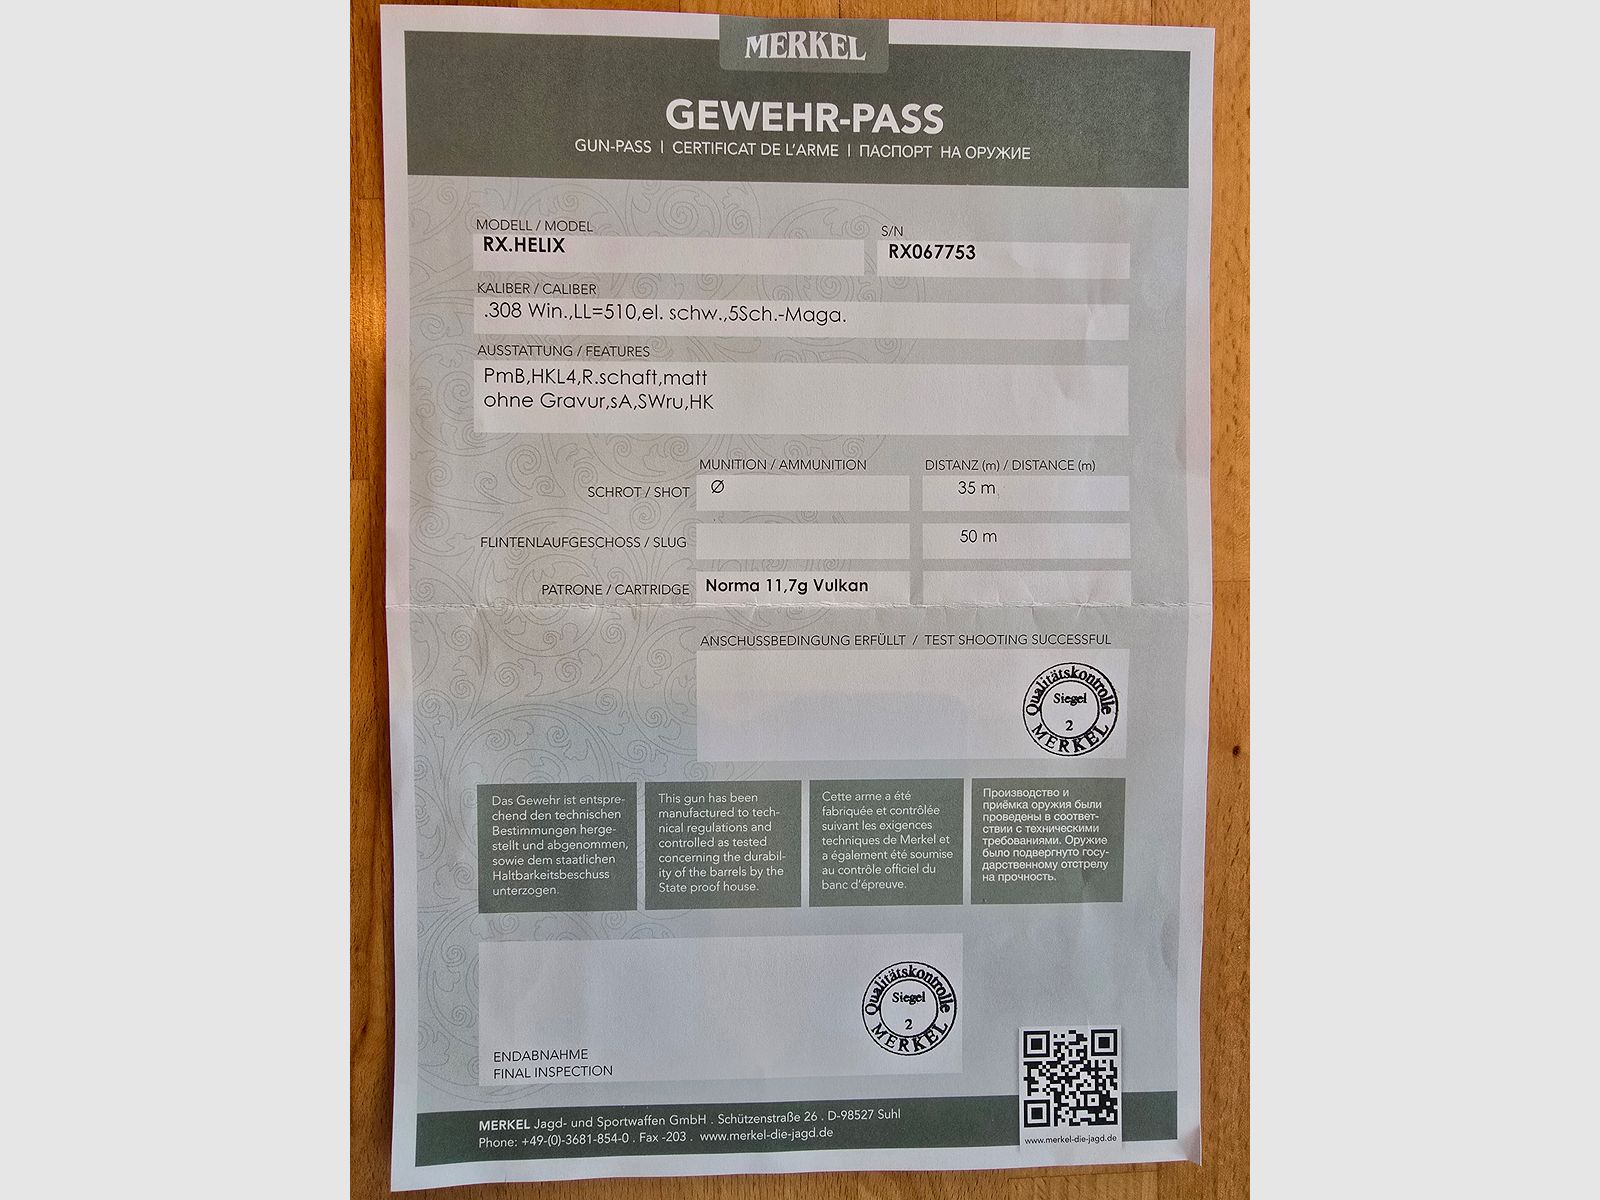 MERKEL
GEWEHR-PASS
GUN-PASS | CERTIFICAT DE L'ARME | ПАСПОРТ НА ОРУЖИЕ
MODELL / MODEL
RX.HELIX
S/N
RX067753
KALIBER / CALIBER
.308 Win.,LL=510,el. schw.,5Sch.-Maga.
AUSSTATTUNG / FEATURES
PmB,HKL4,R.schaft,matt
ohne Gravur,sA,SWru,HK
MUNITION / AMMUNITION
DISTANZ (m) / DISTANCE (m)
SCHROT / SHOT
Ø
35 m
FLINTENLAUFGESCHOSS / SLUG
50 m
PATRONE / CARTRIDGE
Norma 11,7g Vulkan
ANSCHUSSBEDINGUNG ERFÜLLT / TEST SHOOTING SUCCESSFUL
Qualitätskontrolle
Siegel
2
MERKEL
Das Gewehr ist entspre-
chend den technischen
Bestimmungen herge-
stellt und abgenommen,
sowie dem staatlichen
Haltbarkeitsbeschuss
unterzogen.
This gun has been
manufactured to tech-
nical regulations and
controlled as tested
concerning the durabil-
ity of the barrels by the
State proof house.
Cette arme a été
fabriquée et contrôlée
suivant les exigences
techniques de Merkel et
a également été soumise
au contrôle officiel du
banc d'épreuve.
Производство и
приёмка оружия были
проведены в соответ-
ствии с техническими
требованиями. Оружие
было подвергнуто госу-
дарственному отстрелу
на прочность.
Qualitätskontrolle
Siegel
2
MERKEL
ENDABNAHME
FINAL INSPECTION
MERKEL Jagd- und Sportwaffen GmbH . Schützenstraße 26 . D-98527 Suhl
Phone: +49-(0)-3681-854-0 . Fax -203 . www.merkel-die-jagd.de
www.merkel-die-jagd.de